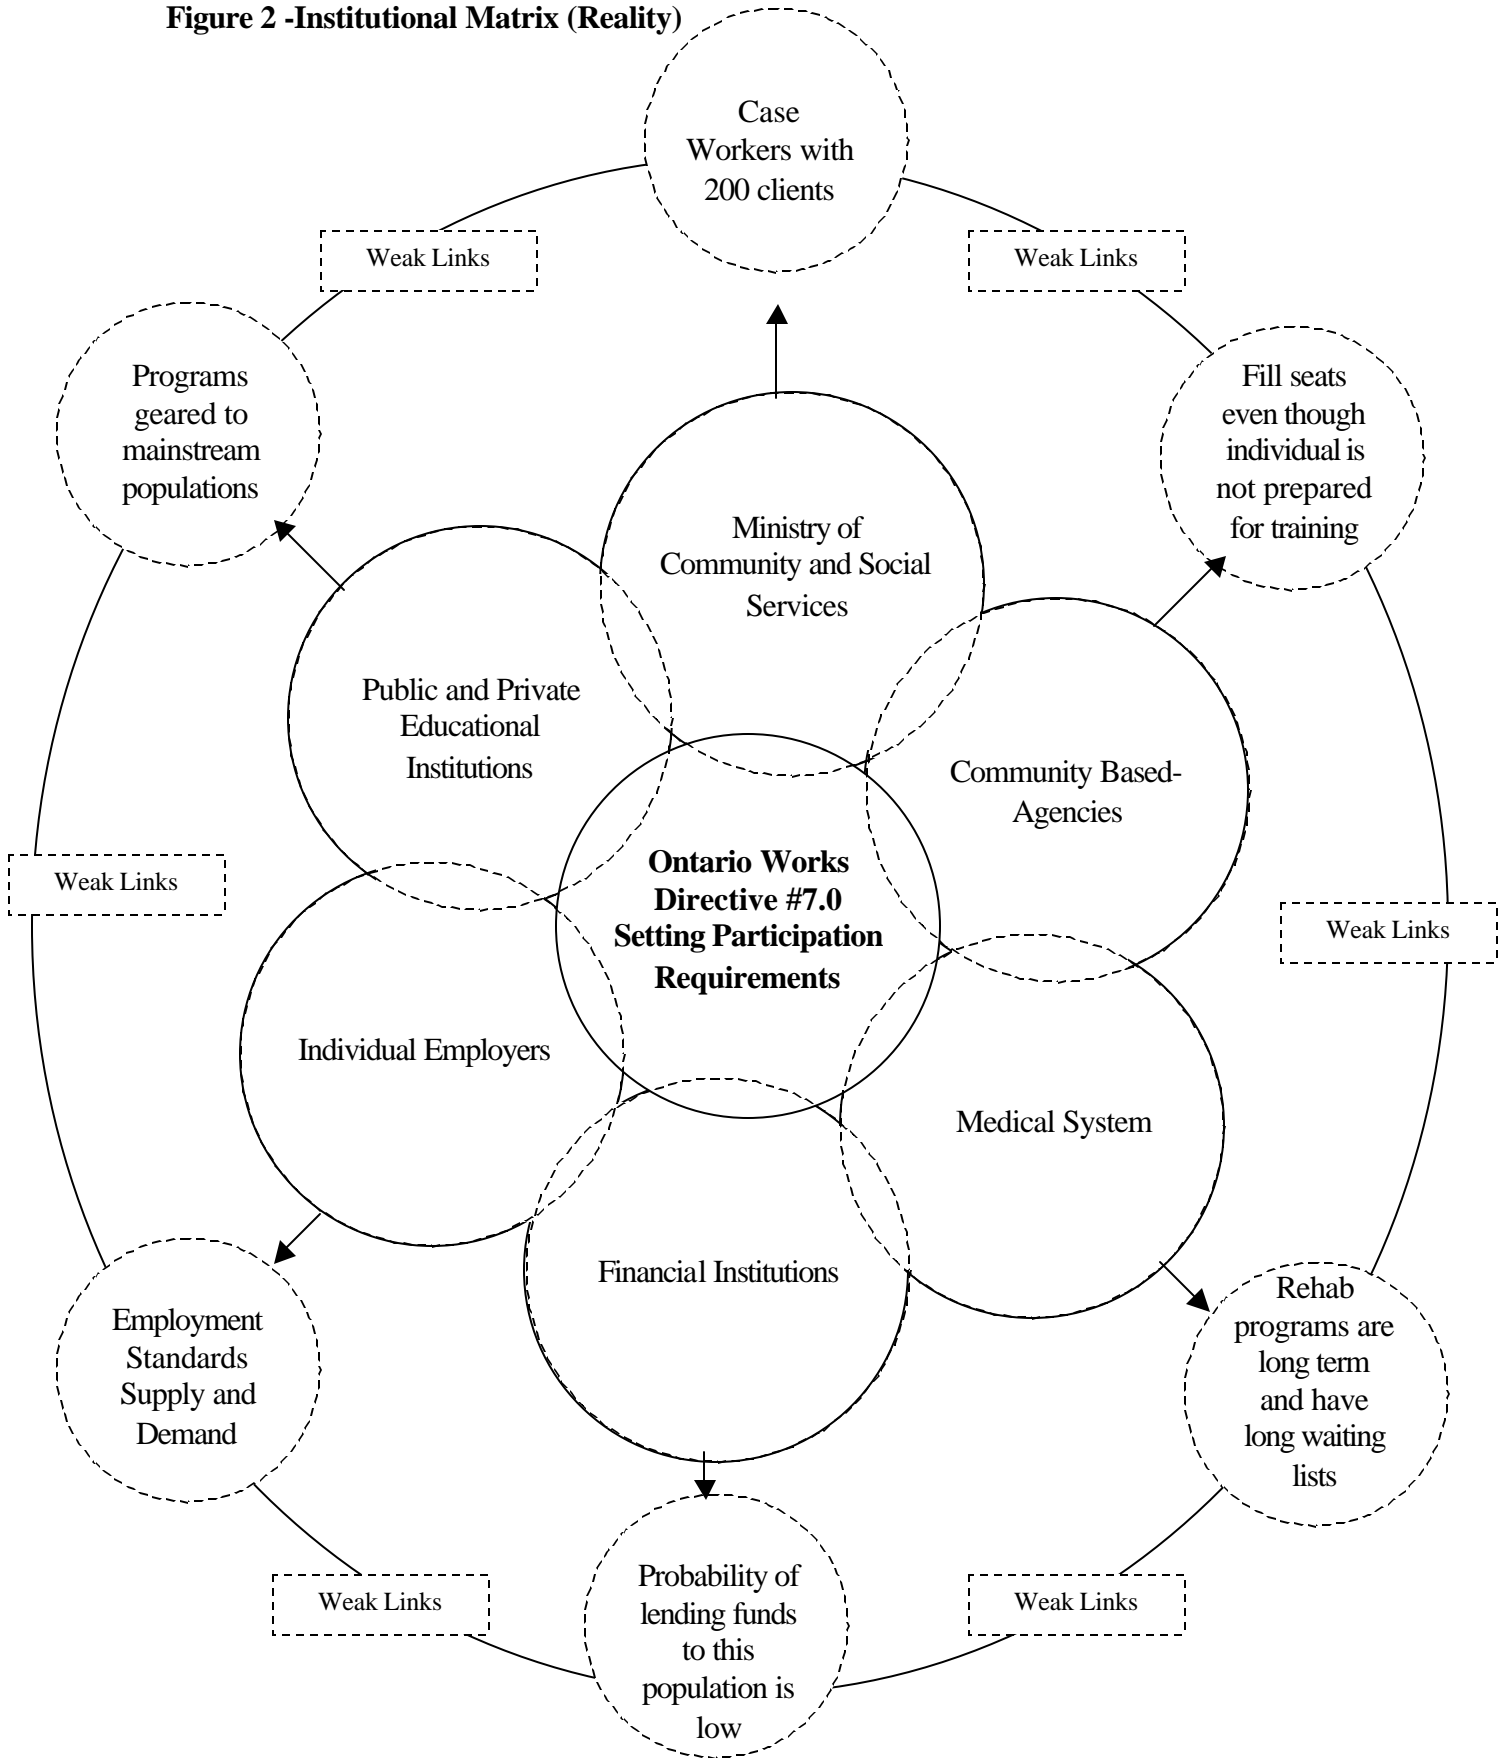 Figure 2 -Institutional Matrix (Reality)
Case
Workers with
200 clients
Weak Links
Weak Links
Programs
geared to
mainstream
populations
Fill seats
even though
individual is
not prepared
for training
Ministry of
Community and Social
Services
Public and Private
Educational
Institutions
Community Based-
Agencies
Ontario Works
Directive #7.0
Setting Participation
Requirements
Weak Links
Weak Links
Individual Employers
Medical System
Financial Institutions
Employment
Standards
Supply and
Demand
Rehab
programs are
long term
and have
long waiting
lists
Weak Links
Probability of
lending funds
to this
population is
low
Weak Links